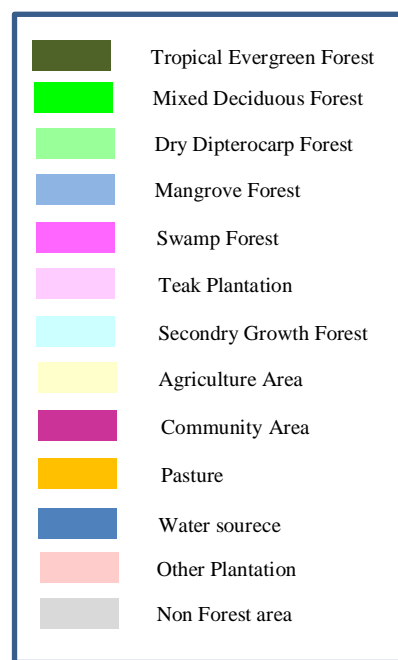 Tropical Evergreen Forest
Mixed Deciduous Forest
Dry Dipterocarp Forest
Mangrove Forest
Swamp Forest
Teak Plantation
Secondry Growth Forest
Agriculture Area
Community Area
Pasture
Water sourece
Other Plantation
Non Forest area